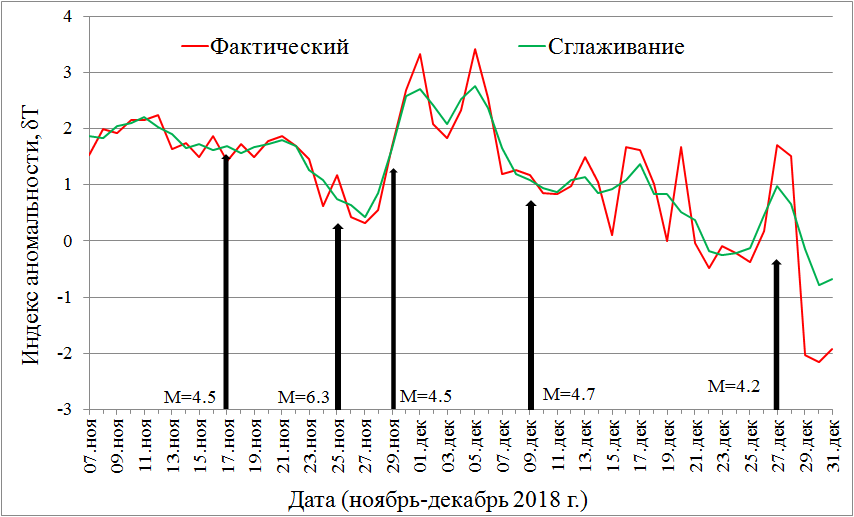 4
Фактический
Сглаживание
3
2
1
0
-1
-2
-3
Индекс аномальности, δT
M=4.5
M=6.3
M=4.5
M=4.7
M=4.2
07.ноя
09.ноя
11.ноя
13.ноя
15.ноя
17.ноя
19.ноя
21.ноя
23.ноя
25.ноя
27.ноя
29.ноя
01.дек
03.дек
05.дек
07.дек
09.дек
11.дек
13.дек
15.дек
17.дек
19.дек
21.дек
23.дек
25.дек
27.дек
29.дек
31.дек
Дата (ноябрь-декабрь 2018 г.)